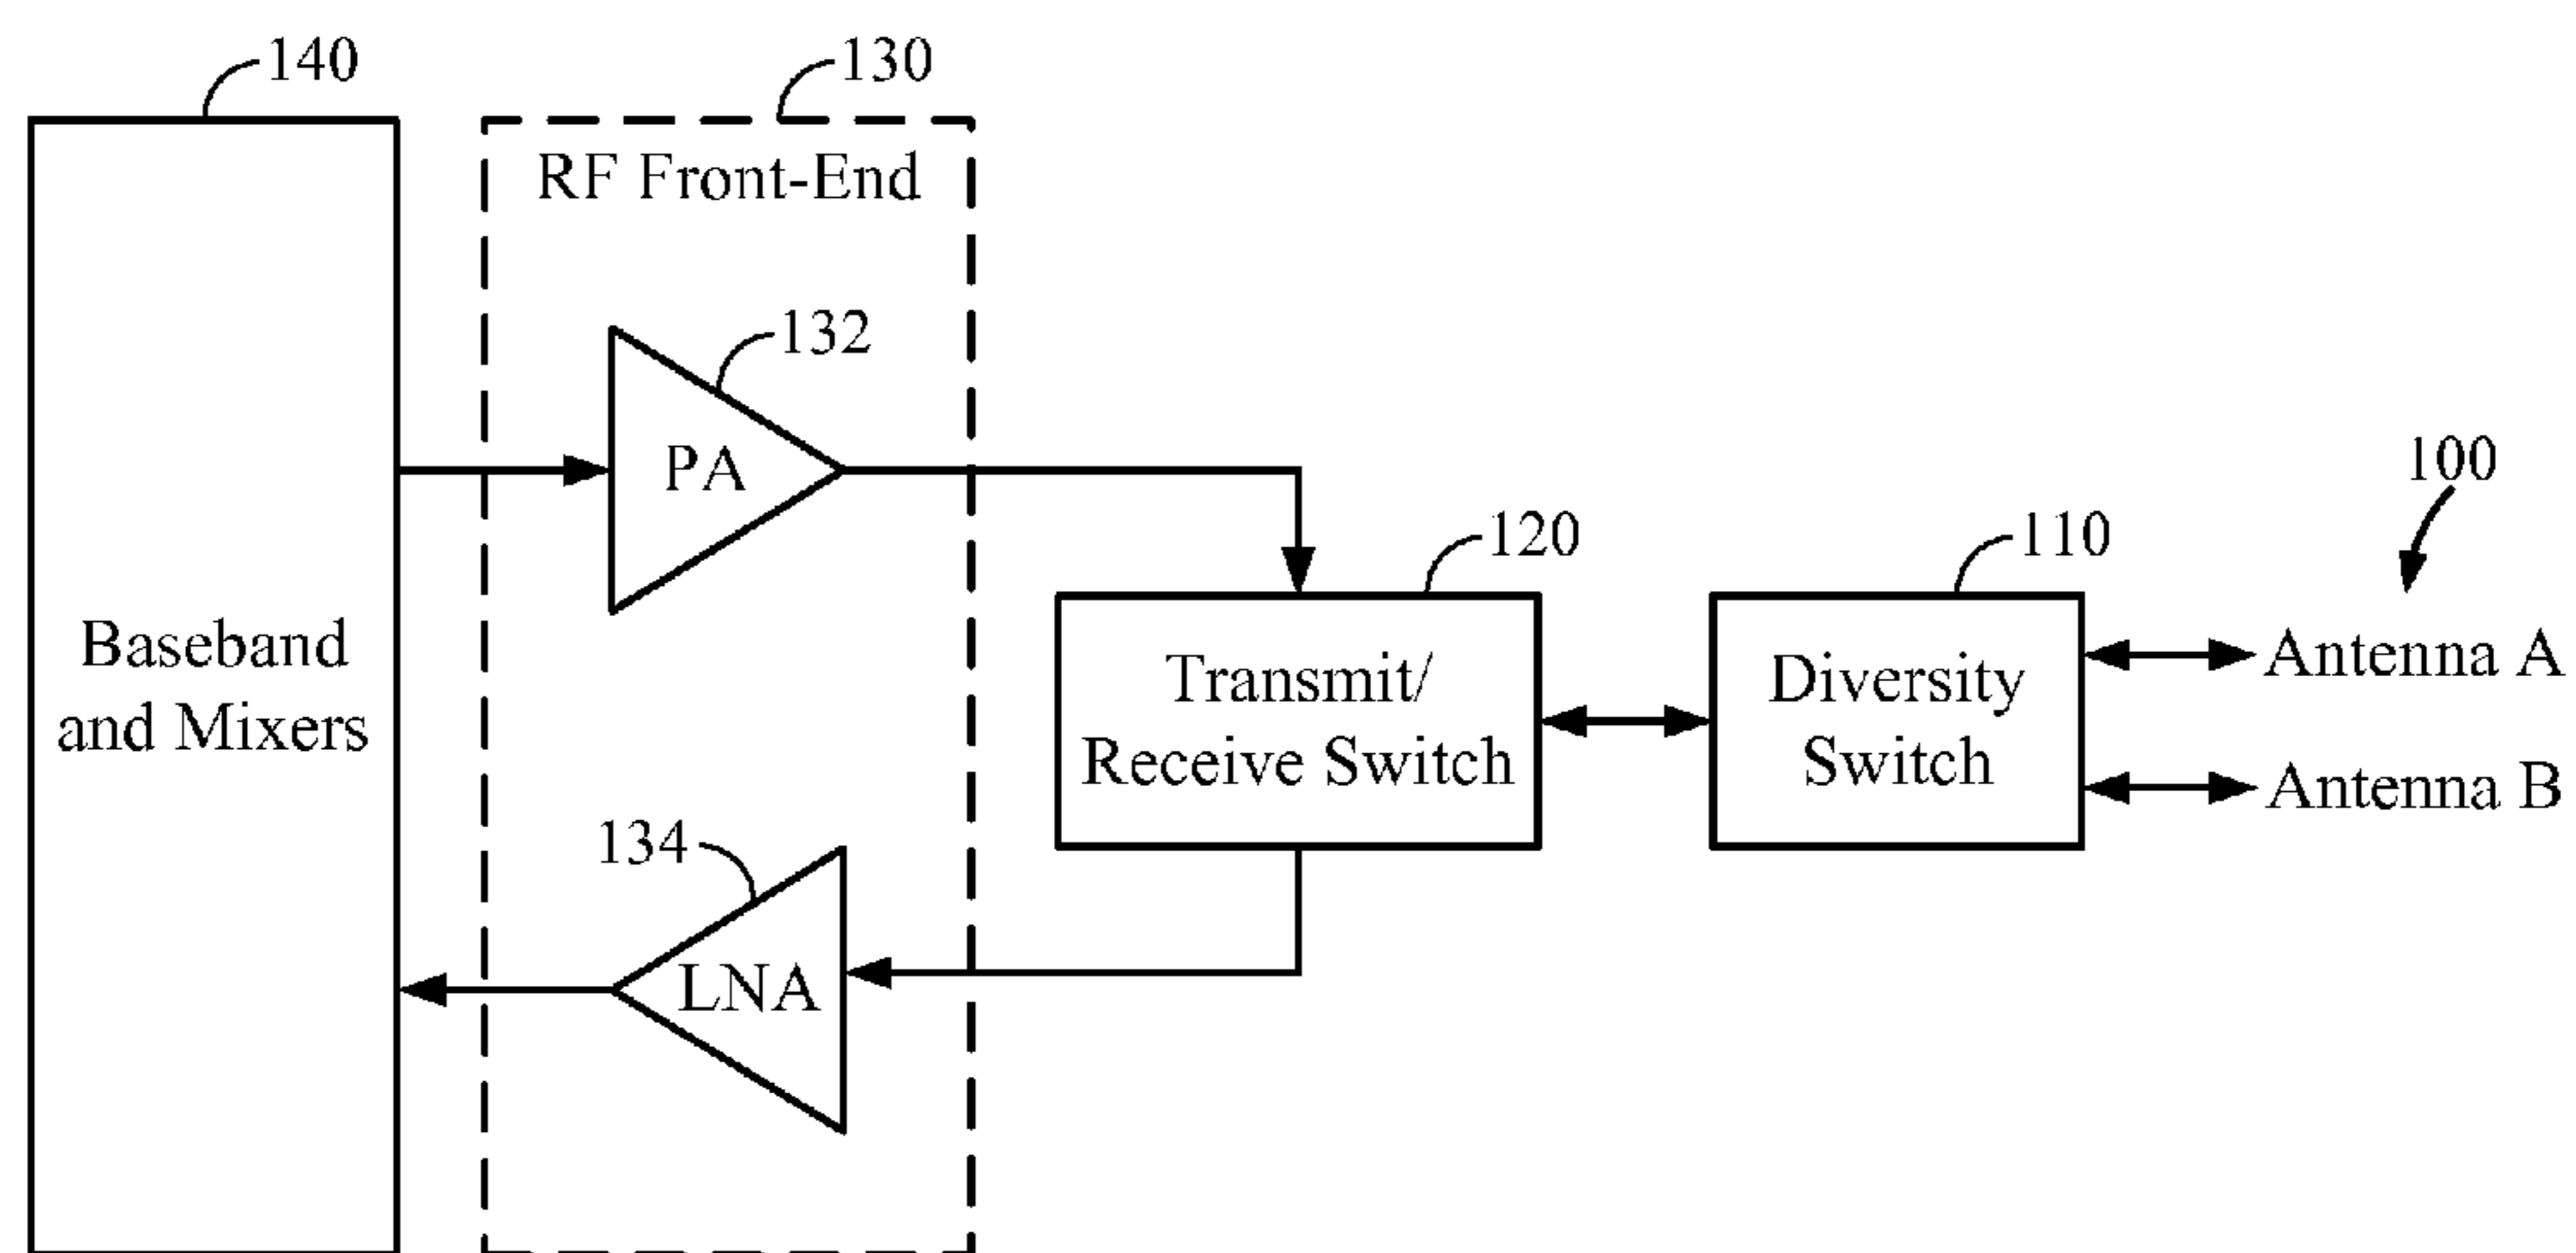 140
130
RF Front-End
132
PA
100
120
110
Baseband
and Mixers
Transmit/
Receive Switch
Diversity
Switch
Antenna A
Antenna B
134
LNA